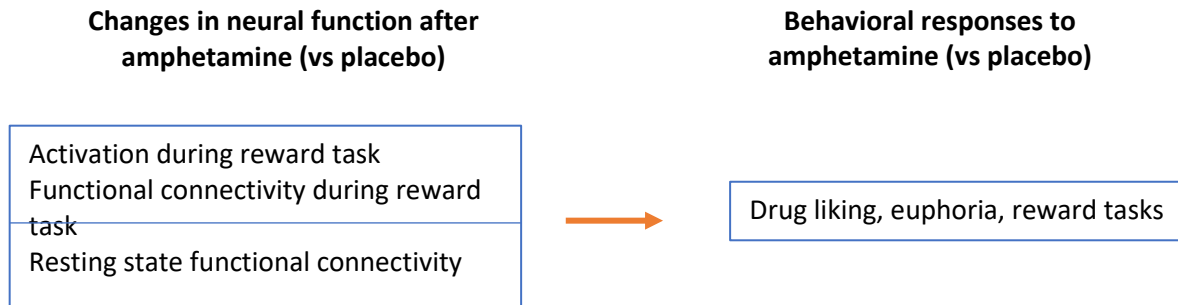 Changes in neural function after
amphetamine (vs placebo)
Behavioral responses to
amphetamine (vs placebo)
Activation during reward task
Functional connectivity during reward
task
Resting state functional connectivity
Drug liking, euphoria, reward tasks